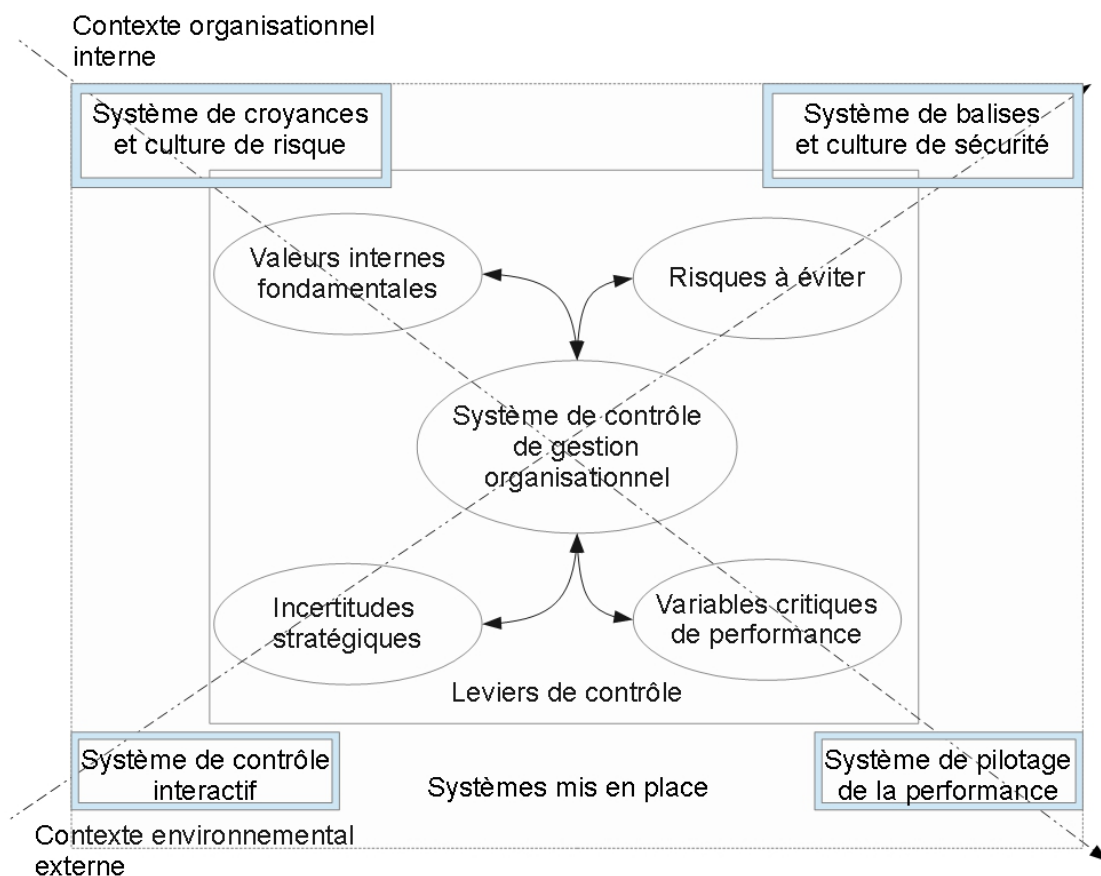 Contexte organisationnel
interne
Système de croyances
et culture de risque
Système de balises
et culture de sécurité
Valeurs internes
fondamentales
Risques à éviter
Système de contrôle
de gestion
organisationnel
Incertitudes
stratégiques
Variables critiques
de performance
Leviers de contrôle
Système de contrôle
interactif
Systèmes mis en place
Système de pilotage
de la performance
Contexte environnemental
externe